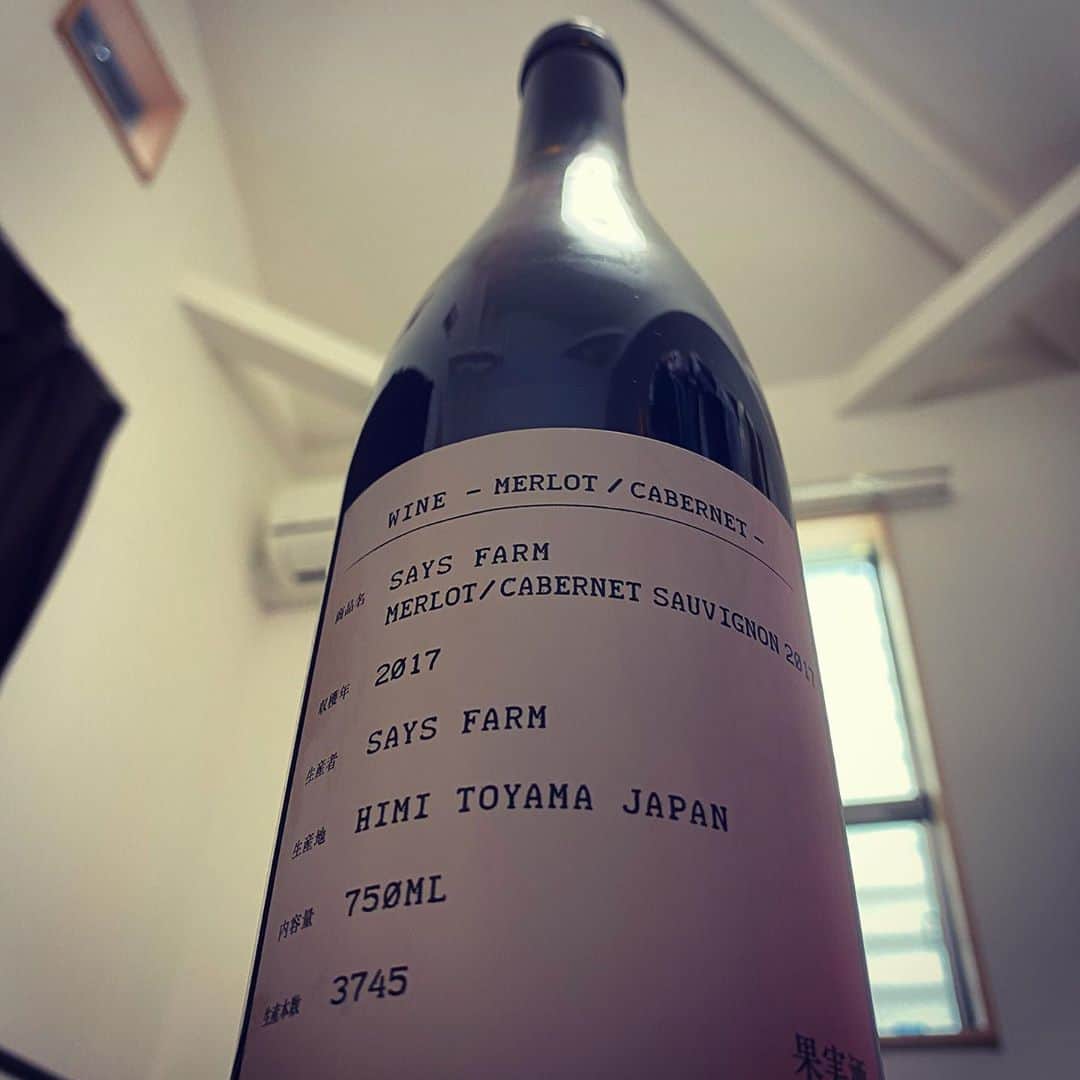 WINE - MERLOT/CABERNET -
商品名 SAYS FARM
MERLOT/CABERNET SAUVIGNON 2017
収穫年 2017
生産者 SAYS FARM
生産地 HIMI TOYAMA JAPAN
内容量 750ML
生産本数 3745
果実酒